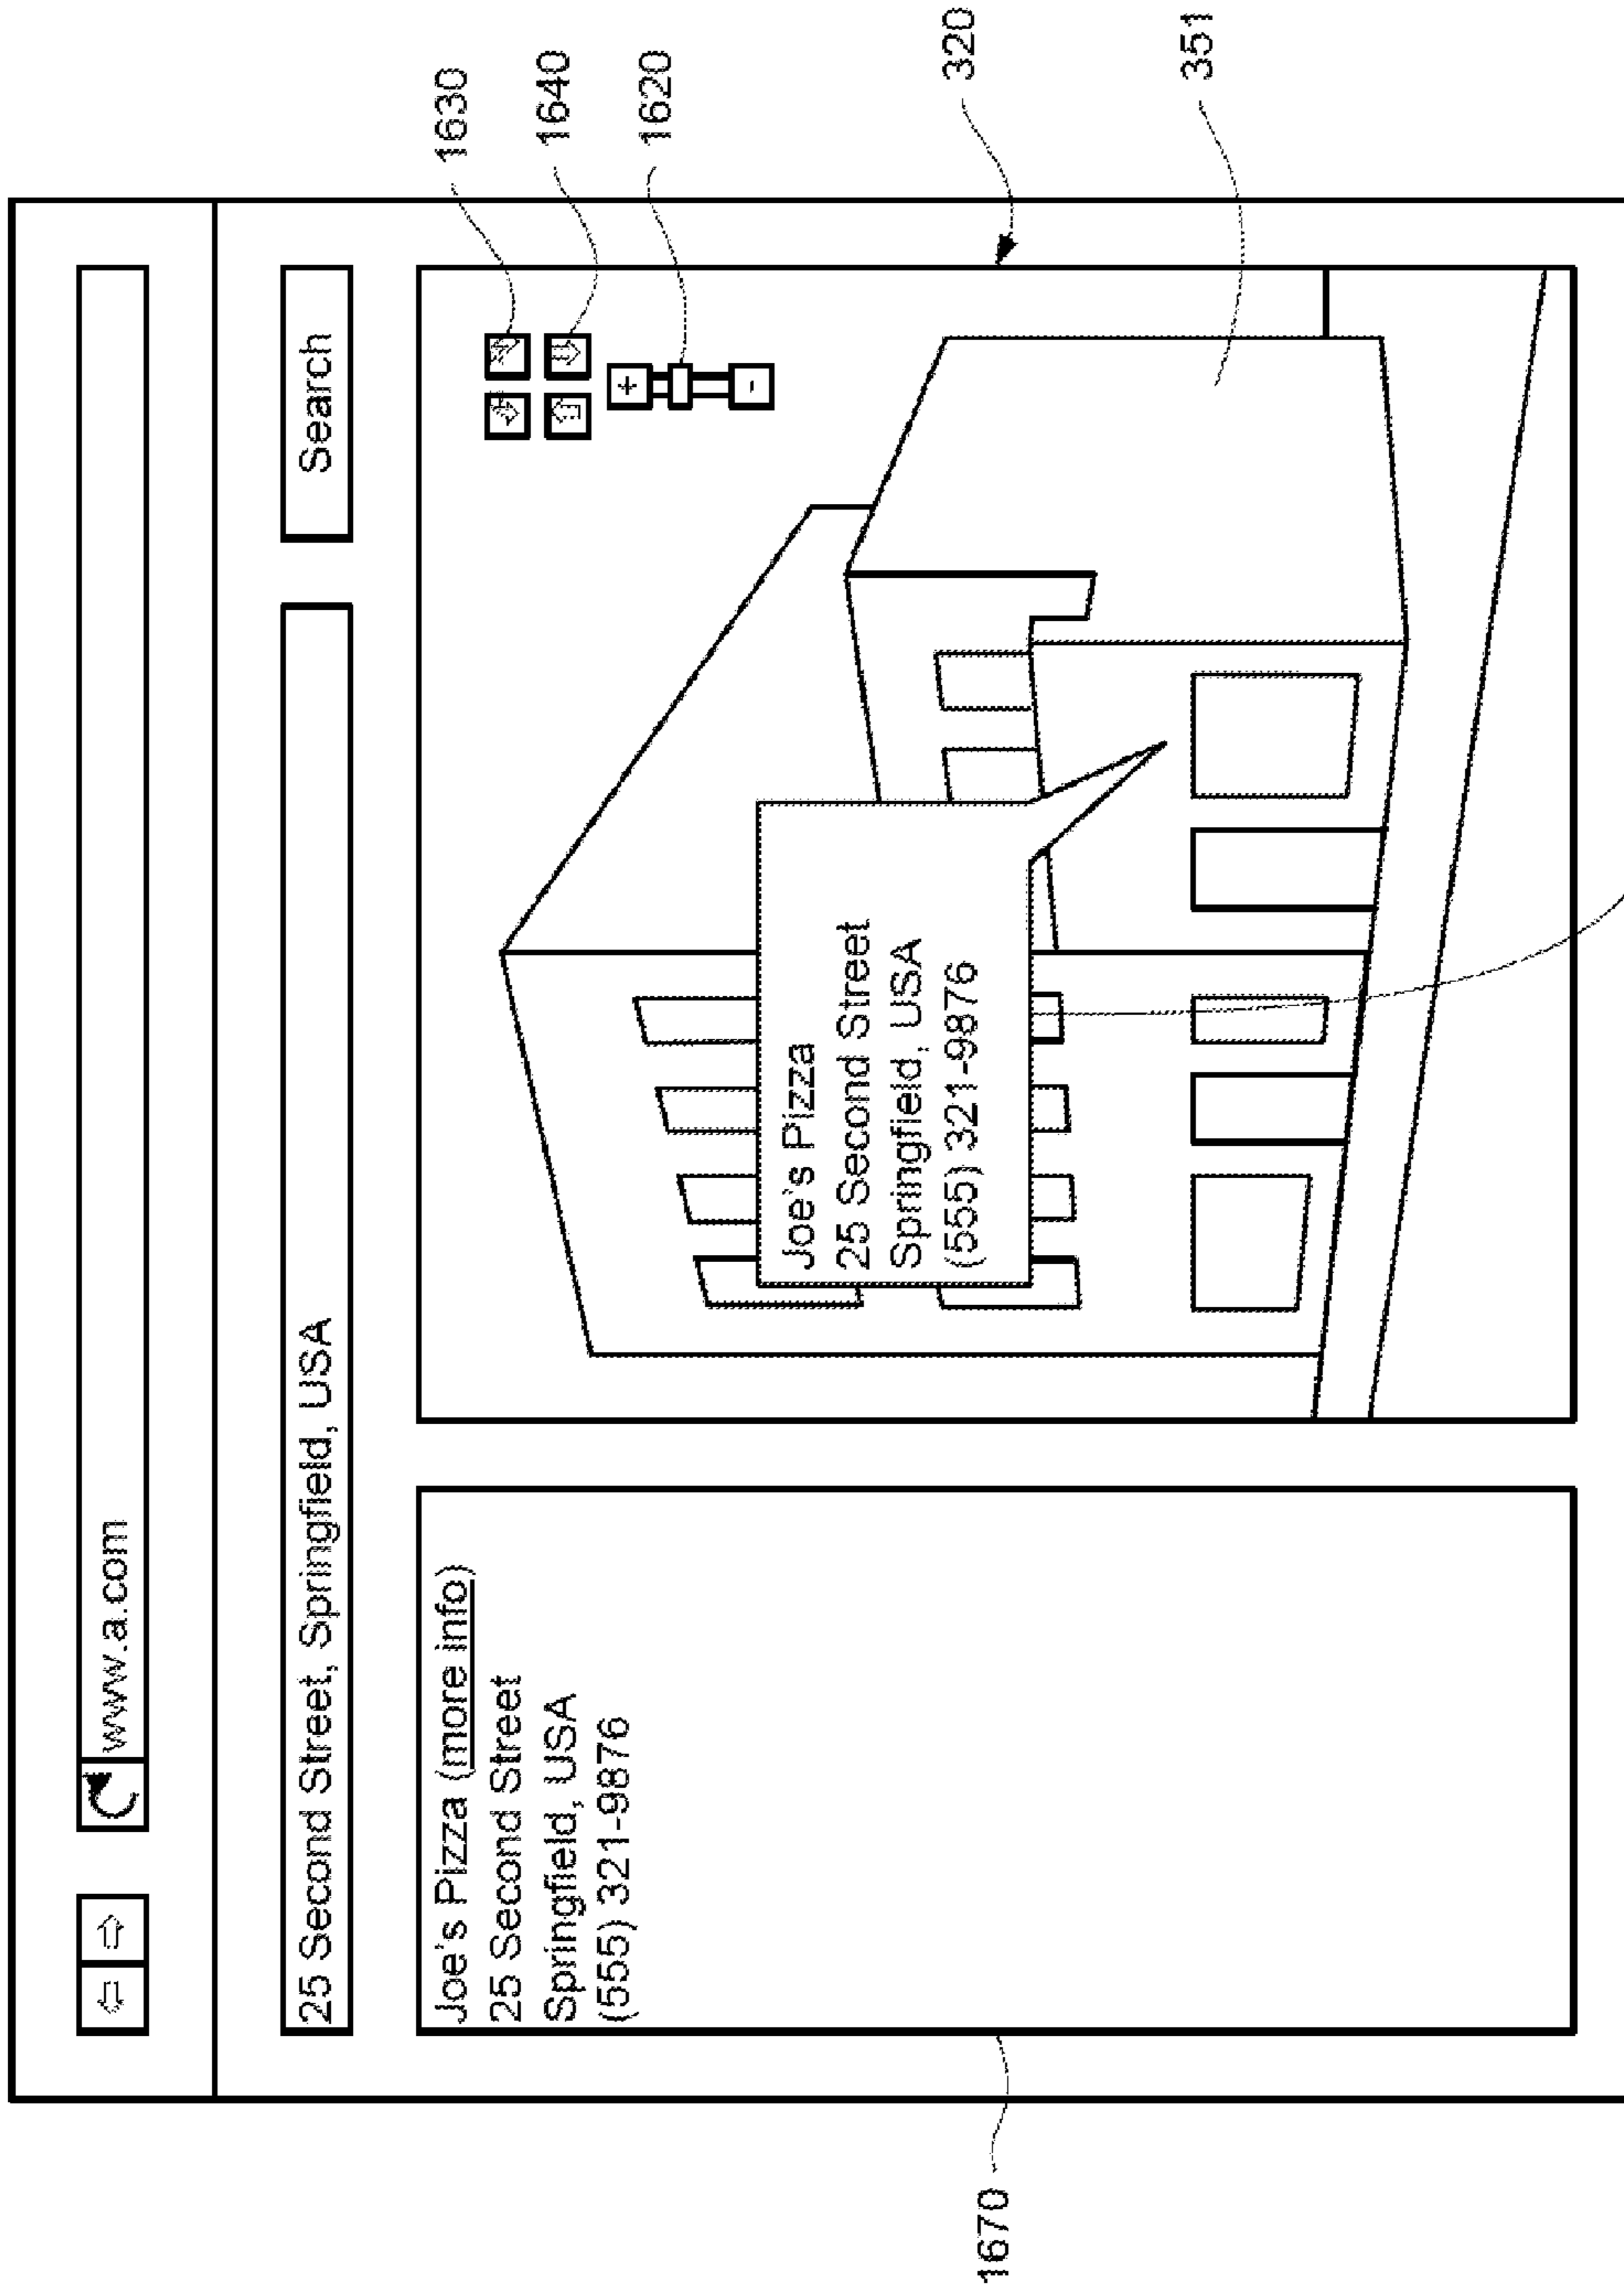 www.a.com
25 Second Street, Springfield, USA
Search
Joe's Pizza (more info)
25 Second Street
Springfield, USA
(555) 321-9876
+
-
Joe's Pizza
25 Second Street
Springfield, USA
(555) 321-9876
1630
1640
1620
320
351
1670